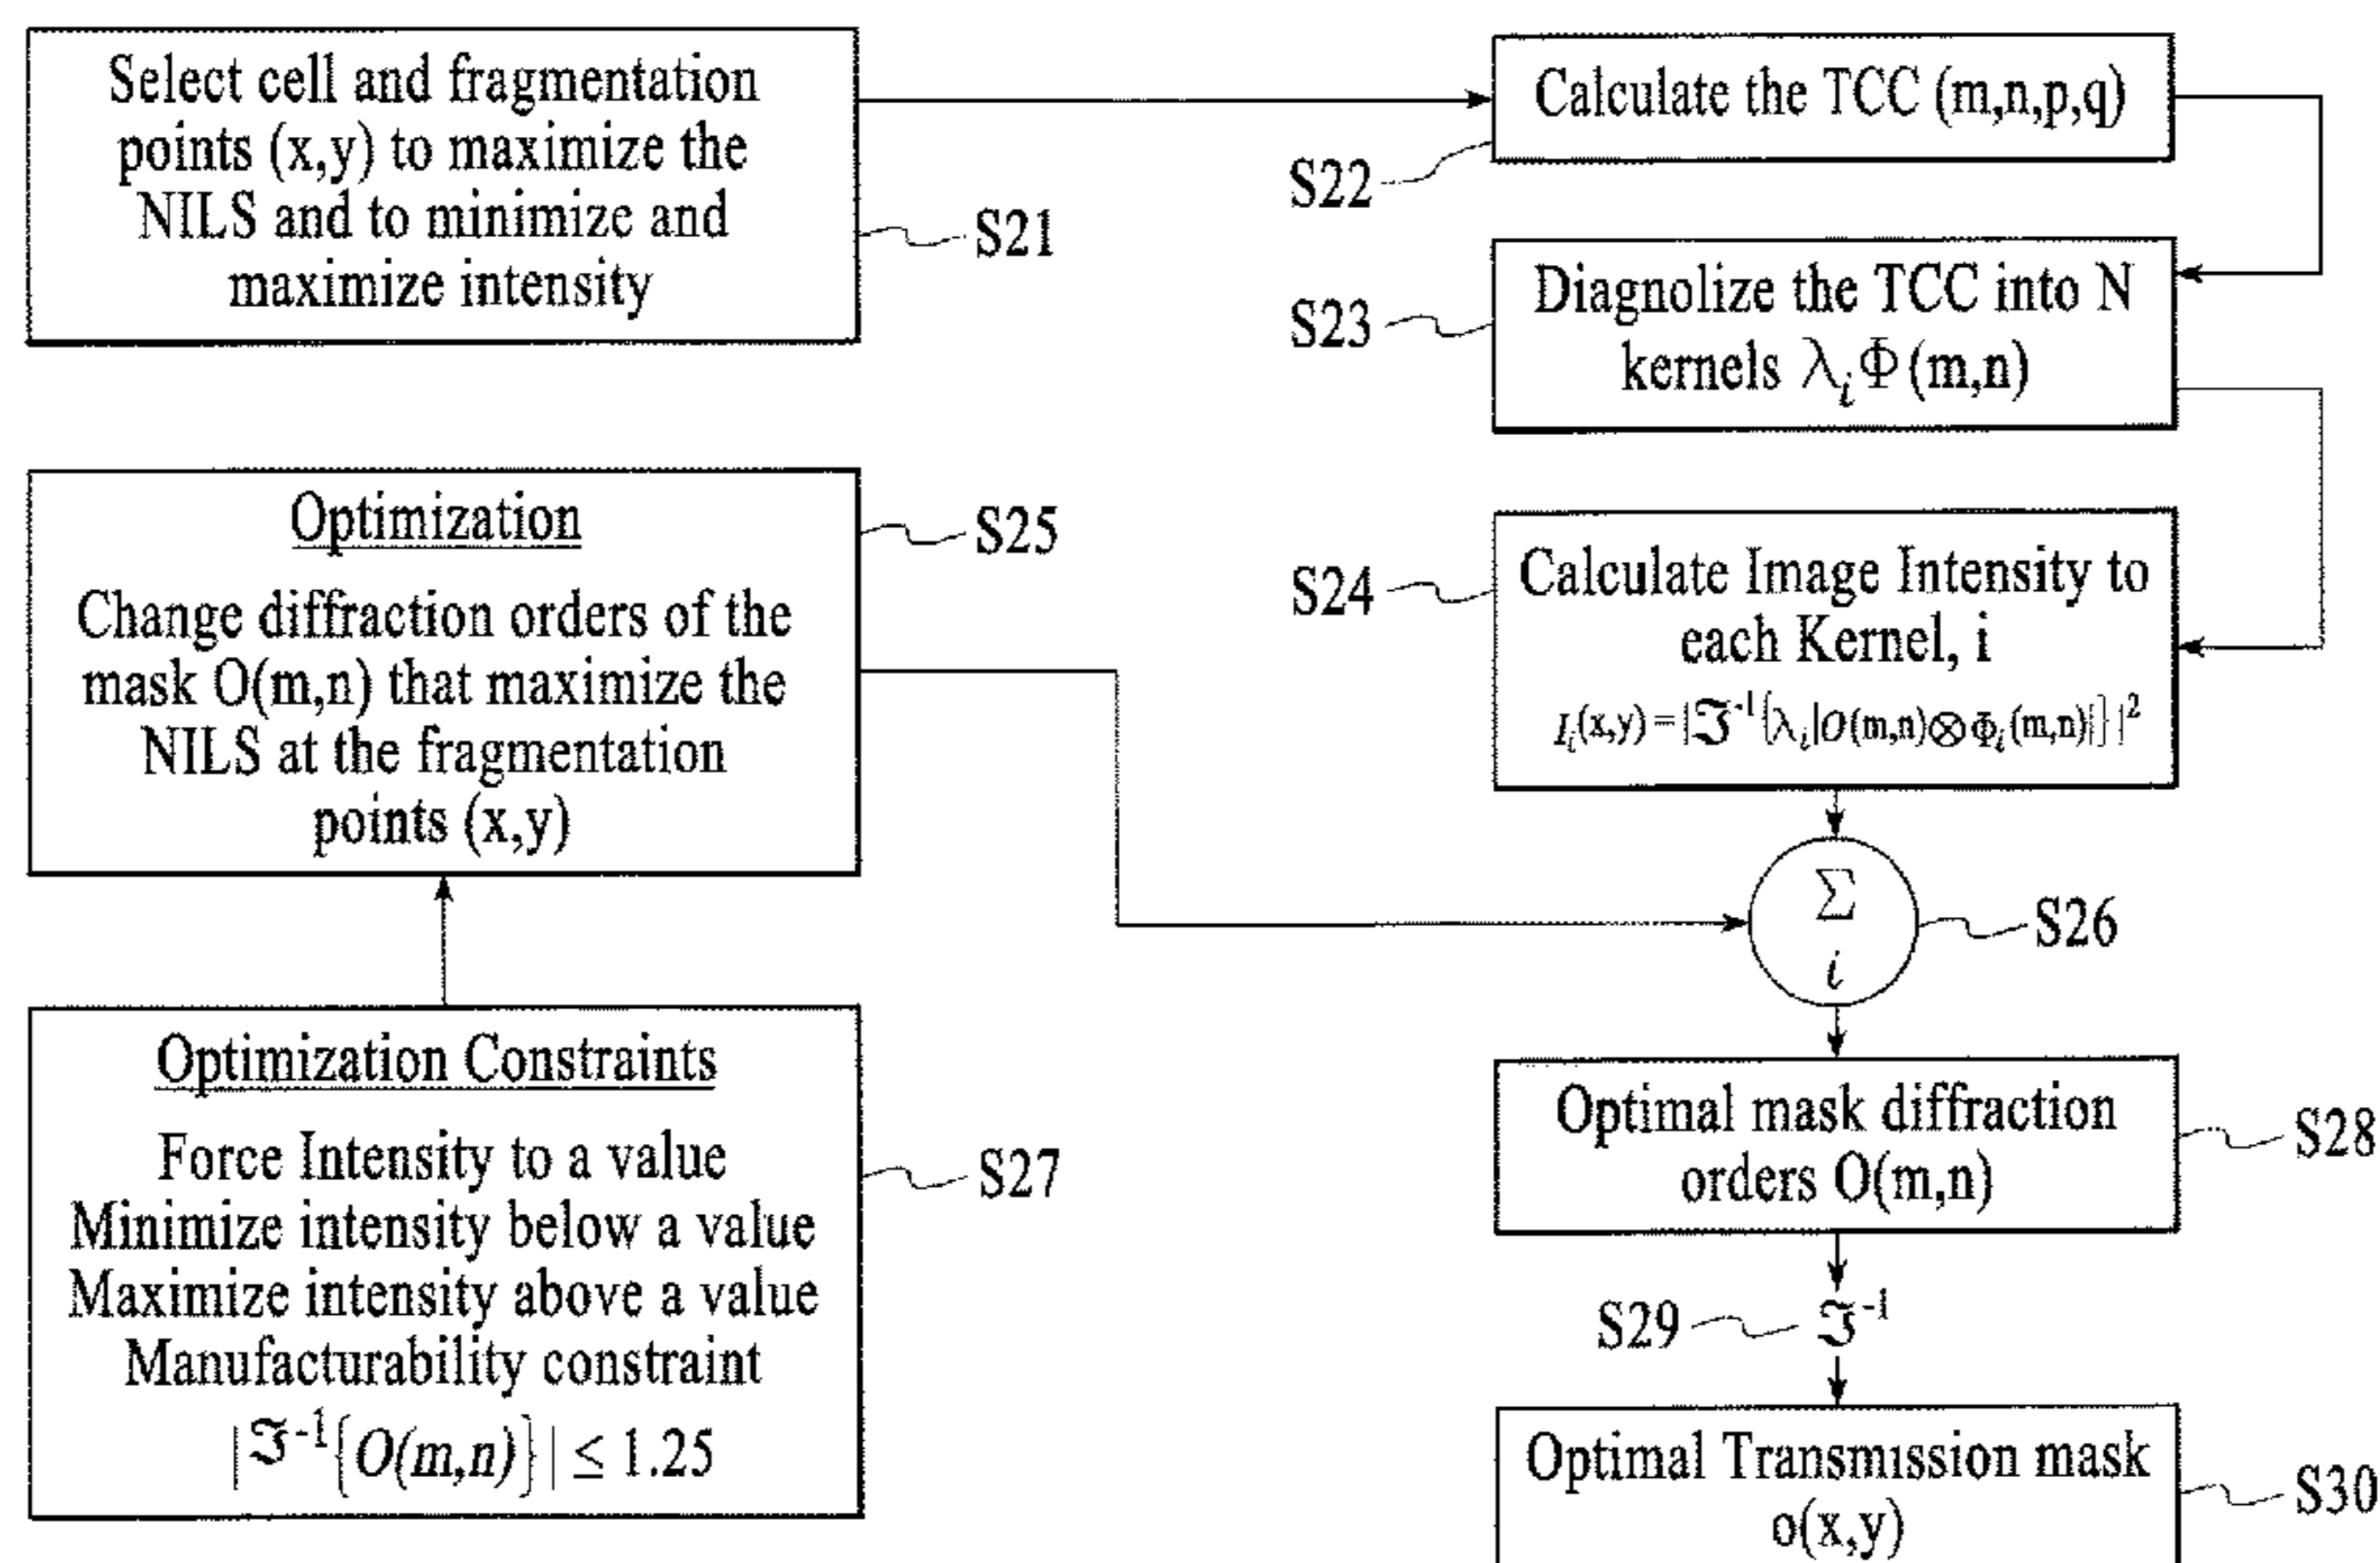 Select cell and fragmentation
points (x,y) to maximize the
NILS and to minimize and
maximize intensity
S21
Calculate the TCC (m,n,p,q)
S22
Diagnolize the TCC into N
kernels λᵢΦ(m,n)
S23
Calculate Image Intensity to
each Kernel, i
Iᵢ(x,y) = |ℑ⁻¹{λᵢ|O(m,n)⊗Φᵢ(m,n)|}|²
S24
Optimization
Change diffraction orders of the
mask O(m,n) that maximize the
NILS at the fragmentation
points (x,y)
S25
Σ
i
S26
Optimization Constraints
Force Intensity to a value
Minimize intensity below a value
Maximize intensity above a value
Manufacturability constraint
|ℑ⁻¹{O(m,n)}| ≤ 1.25
S27
Optimal mask diffraction
orders O(m,n)
S28
S29
ℑ⁻¹
Optimal Transmission mask
o(x,y)
S30